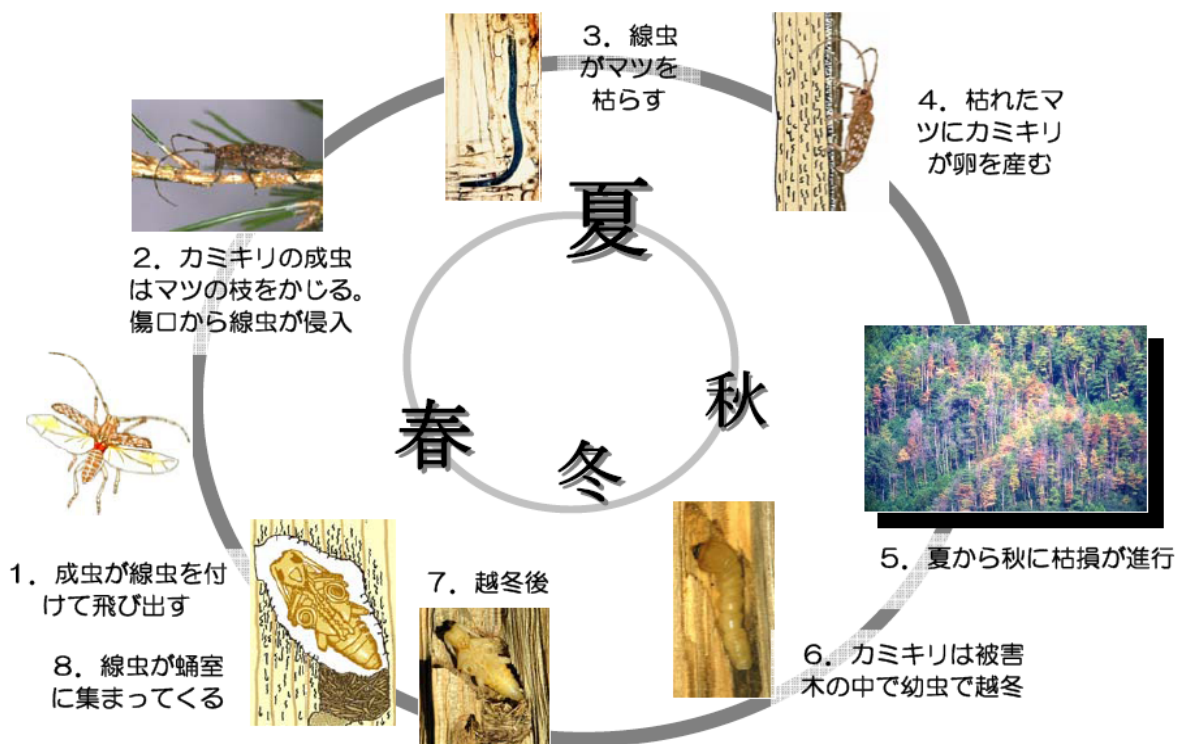 3．線虫
がマツを
枯らす
4．枯れたマ
ツにカミキリ
が卵を産む
夏
2．カミキリの成虫
はマツの枝をかじる。
傷口から線虫が侵入
秋
春
冬
5．夏から秋に枯損が進行
1．成虫が線虫を付
けて飛び出す
7．越冬後
8．線虫が蛹室
に集まってくる
6．カミキリは被害
木の中で幼虫で越冬